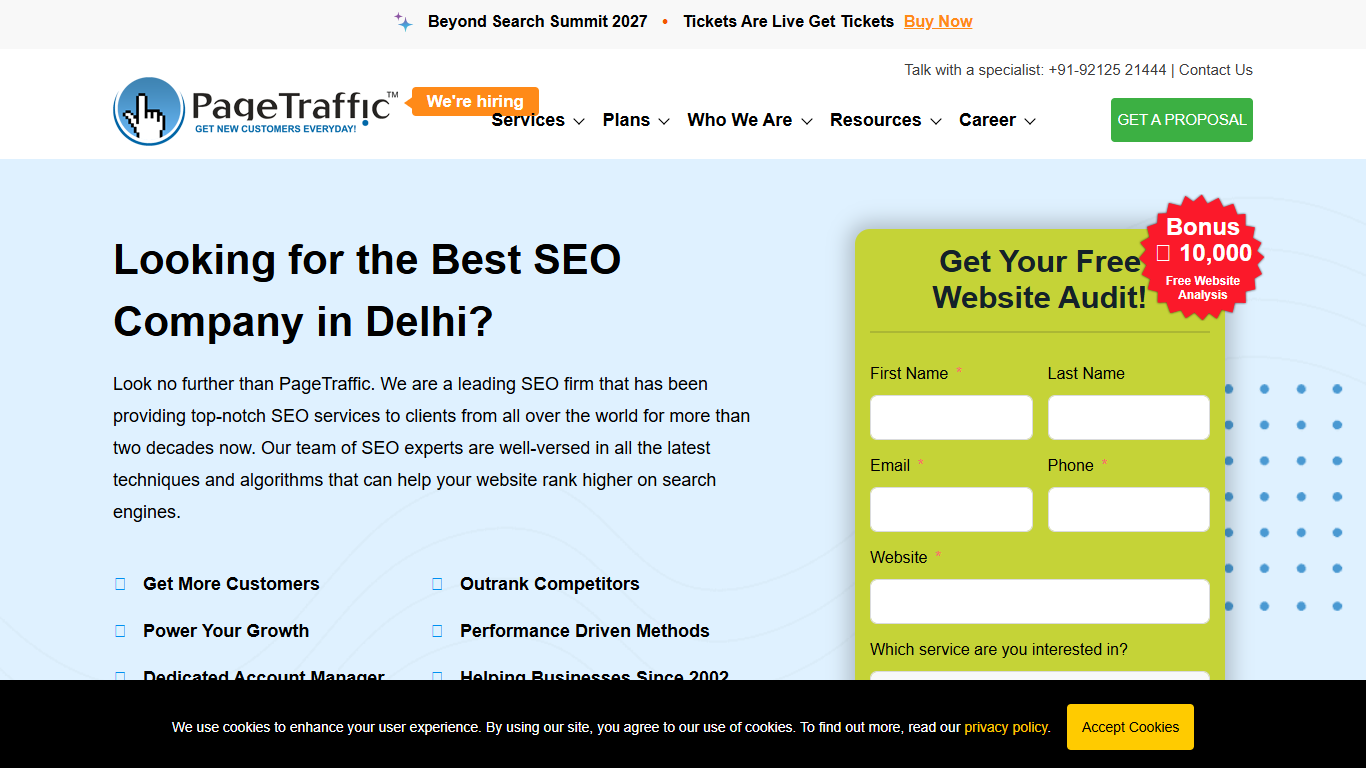 Beyond Search Summit 2027 • Tickets Are Live Get Tickets Buy Now
Talk with a specialist: +91-92125 21444 | Contact Us
PageTraffic™
GET NEW CUSTOMERS EVERYDAY!
We're hiring
Services Plans Who We Are Resources Career
GET A PROPOSAL
Looking for the Best SEO
Company in Delhi?
Look no further than PageTraffic. We are a leading SEO firm that has been
providing top-notch SEO services to clients from all over the world for more than
two decades now. Our team of SEO experts are well-versed in all the latest
techniques and algorithms that can help your website rank higher on search
engines.
Get More Customers
Outrank Competitors
Power Your Growth
Performance Driven Methods
Dedicated Account Manager
Helping Businesses Since 2002
Get Your Free
Website Audit!
Bonus
10,000
Free Website
Analysis
First Name *
Last Name
Email *
Phone *
Website *
Which service are you interested in?
We use cookies to enhance your user experience. By using our site, you agree to our use of cookies. To find out more, read our privacy policy.
Accept Cookies